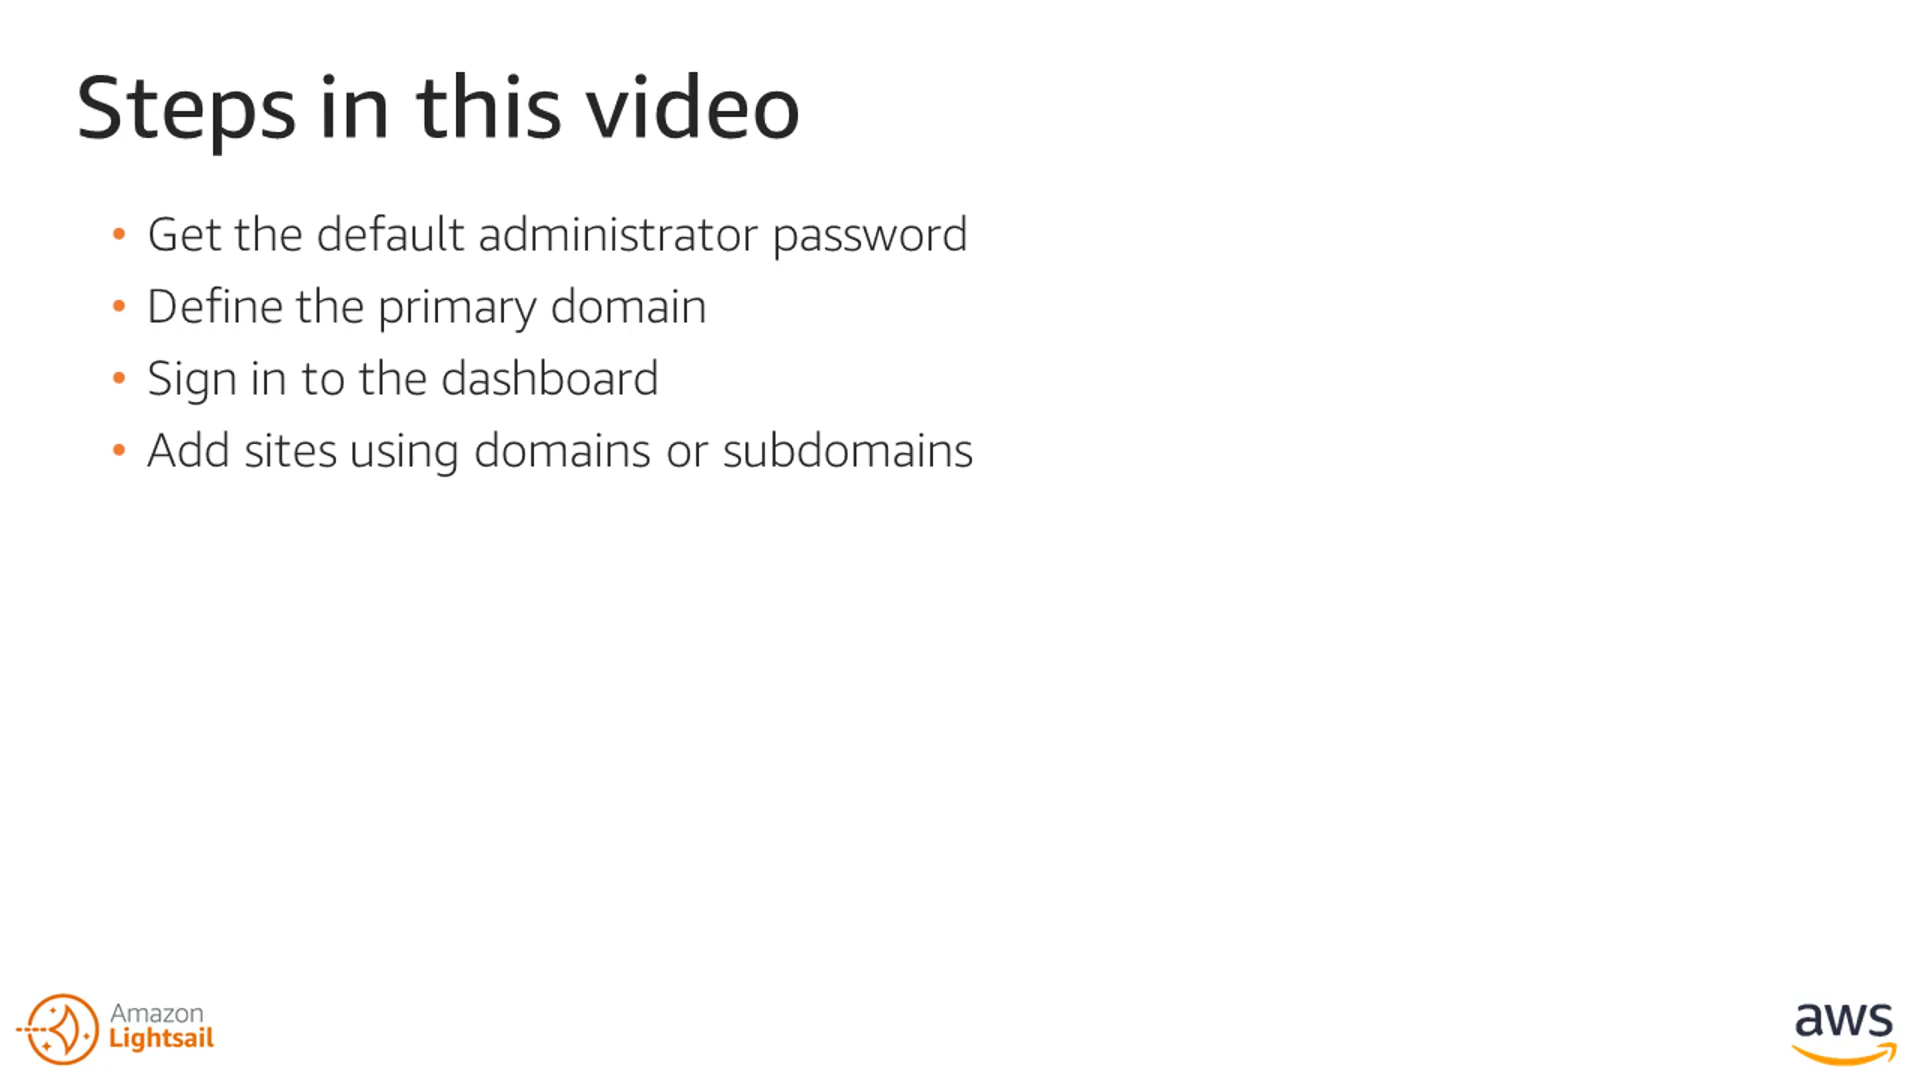 Steps in this video
• Get the default administrator password
• Define the primary domain
• Sign in to the dashboard
• Add sites using domains or subdomains
Amazon
Lightsail
aws